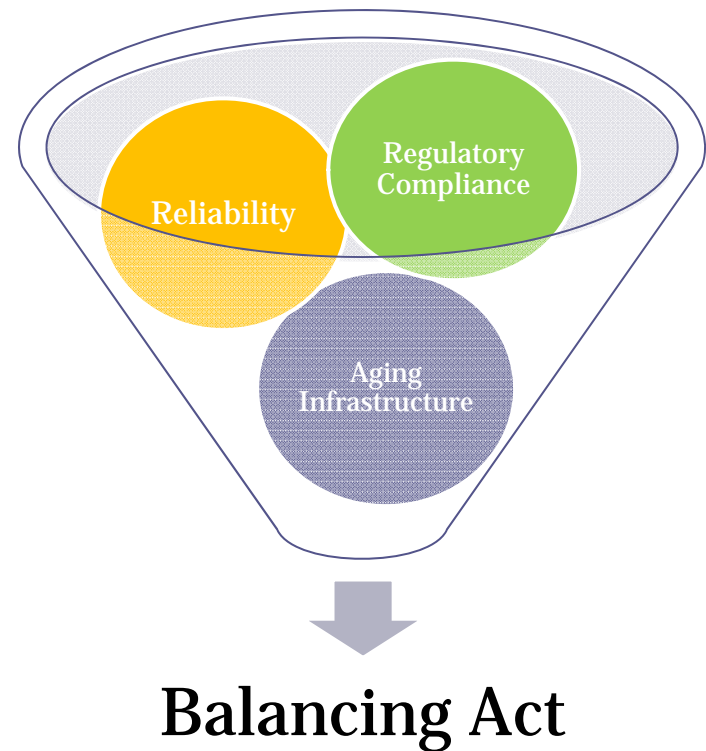 Regulatory
Compliance
Reliability
Aging
Infrastructure
Balancing Act